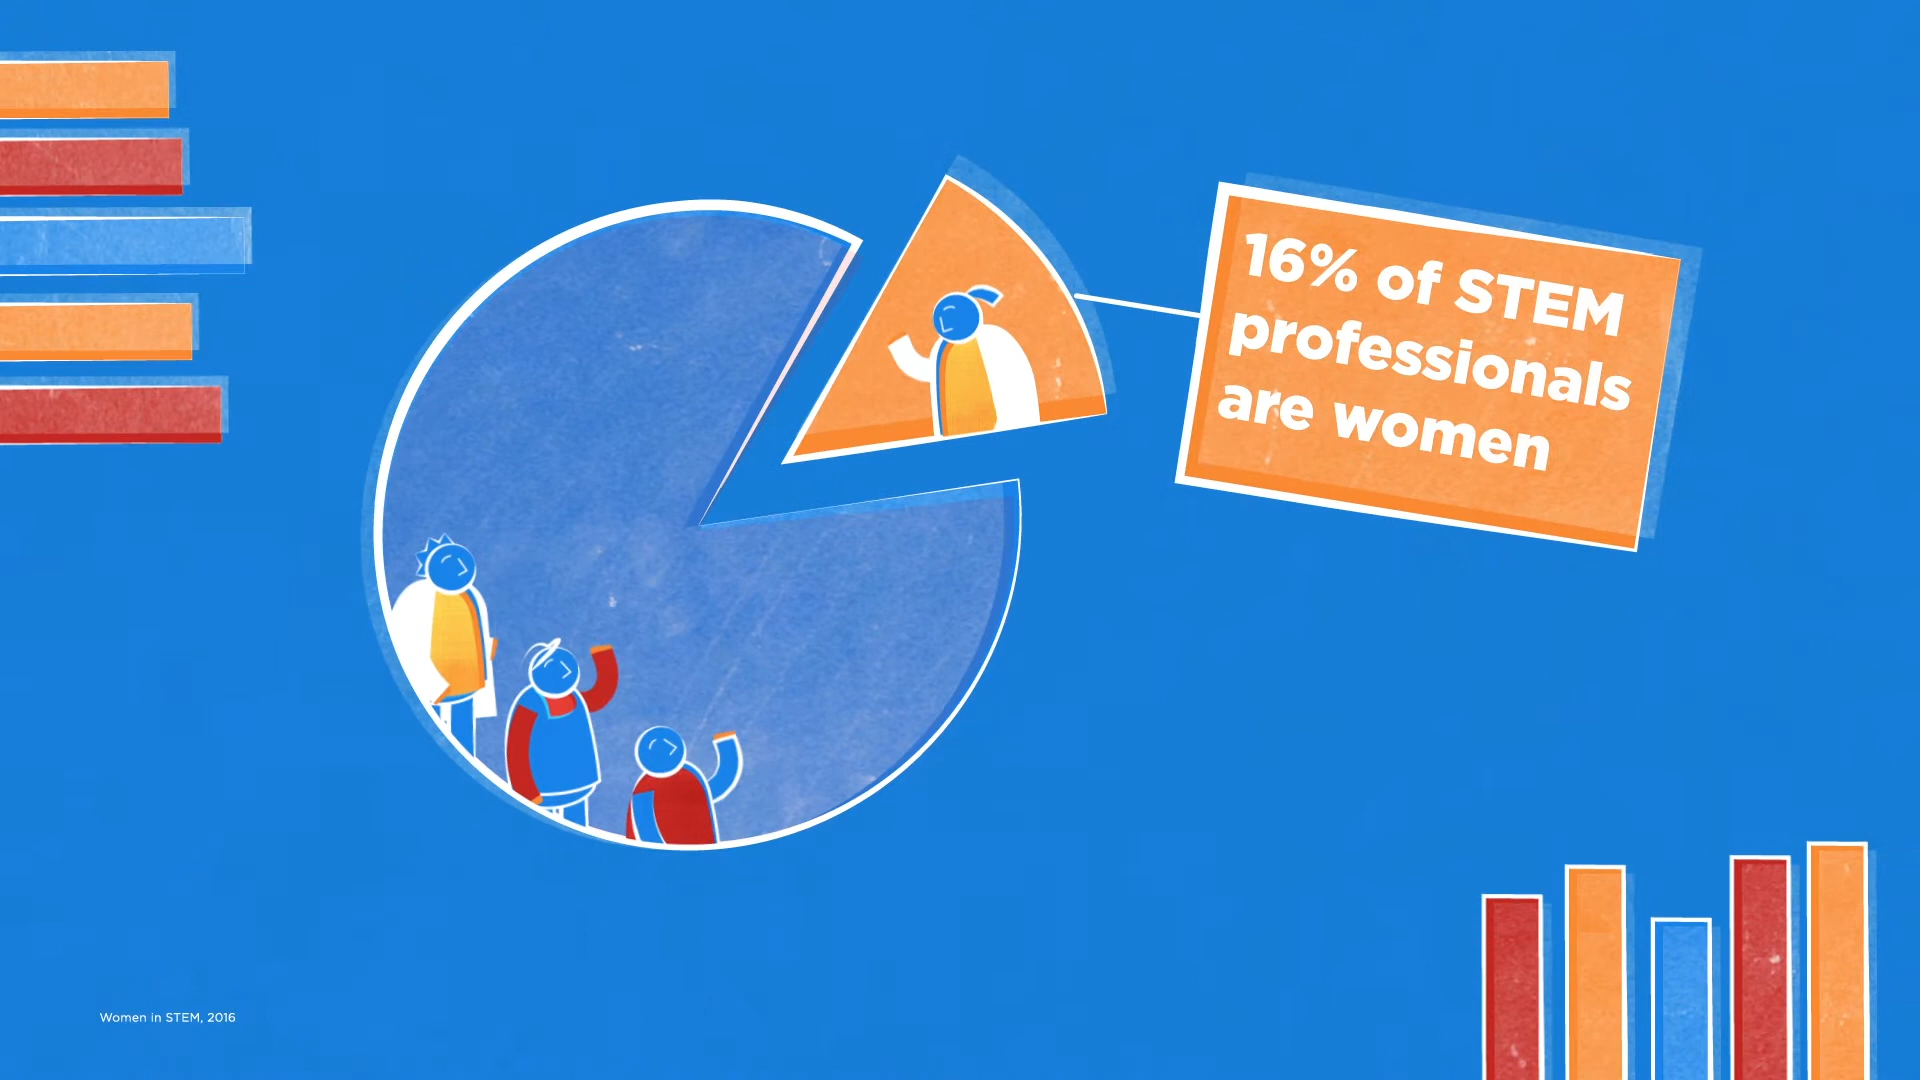 16% of STEM
professionals
are women
Women in STEM, 2016